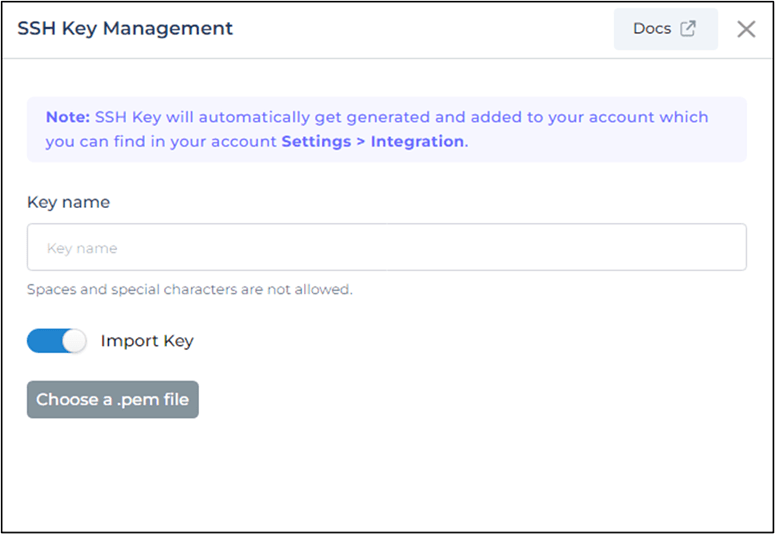 SSH Key Management
Docs
Note: SSH Key will automatically get generated and added to your account which
you can find in your account Settings > Integration.
Key name
Key name
Spaces and special characters are not allowed.
Import Key
Choose a .pem file